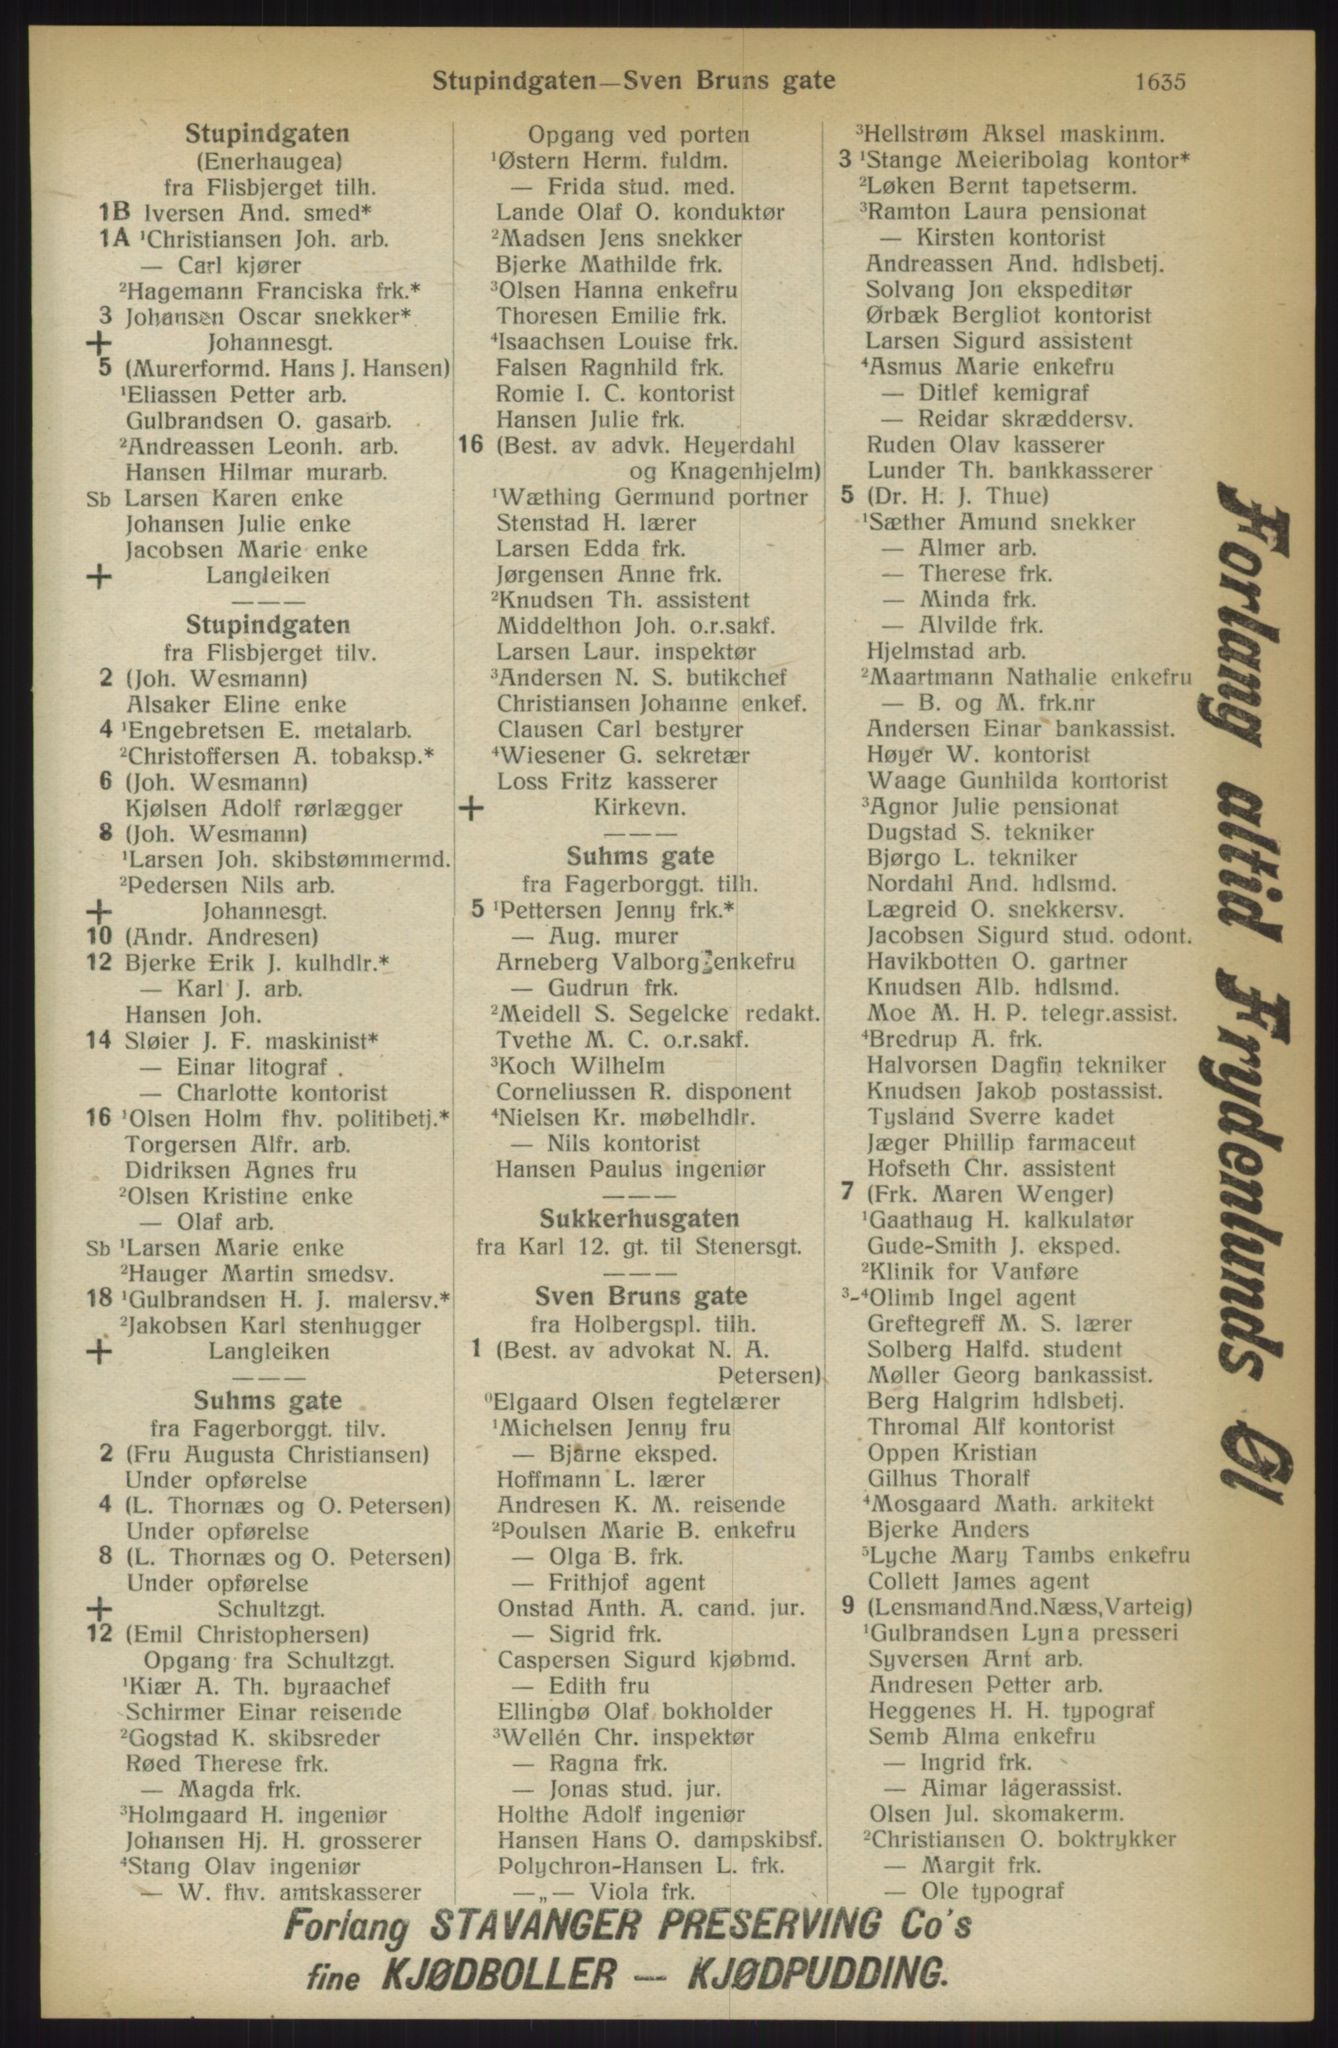 Stupindgaten—Sven Bruns gate
1635
Stupindgaten
(Enerhaugea)
fra Flisbjerget tilh.
1B Iversen And. smed*
1A ¹Christiansen Joh. arb.
— Carl kjører
²Hagemann Franciska frk.*
3 Johansen Oscar snekker*
+ Johannesgt.
5 (Murerformd. Hans J. Hansen)
¹Eliassen Petter arb.
Gulbrandsen O. gasarb.
²Andreassen Leonh. arb.
Hansen Hilmar murarb.
Sb Larsen Karen enke
Johansen Julie enke
Jacobsen Marie enke
+ Langleiken
———
Stupindgaten
fra Flisbjerget tilv.
2 (Joh. Wesmann)
Alsaker Eline enke
4 ¹Engebretsen E. metalarb.
²Christoffersen A. tobaksp.*
6 (Joh. Wesmann)
Kjølsen Adolf rørlægger
8 (Joh. Wesmann)
¹Larsen Joh. skibstømmermd.
²Pedersen Nils arb.
+ Johannesgt.
10 (Andr. Andresen)
12 Bjerke Erik J. kulhdlr.*
— Karl J. arb.
Hansen Joh.
14 Sløier J. F. maskinist*
— Einar litograf .
— Charlotte kontorist
16 ¹Olsen Holm fhv. politibetj.*
Torgersen Alfr. arb.
Didriksen Agnes fru
²Olsen Kristine enke
— Olaf arb.
Sb ¹Larsen Marie enke
²Hauger Martin smedsv.
18 ¹Gulbrandsen H. J. malersv.*
²Jakobsen Karl stenhugger
+ Langleiken
———
Suhms gate
fra Fagerborggt. tilv.
2 (Fru Augusta Christiansen)
Under opførelse
4 (L. Thornæs og O. Petersen)
Under opførelse
8 (L. Thornæs og O. Petersen)
Under opførelse
+ Schultzgt.
12 (Emil Christophersen)
Opgang fra Schultzgt.
¹Kiær A. Th. byraachef
Schirmer Einar reisende
²Gogstad K. skibsreder
Røed Therese frk.
— Magda frk.
³Holmgaard H. ingeniør
Johansen Hj. H. grosserer
⁴Stang Olav ingeniør
— W. fhv. amtskasserer
Opgang ved porten
¹Østern Herm. fuldm.
— Frida stud. med.
Lande Olaf O. konduktør
²Madsen Jens snekker
Bjerke Mathilde frk.
³Olsen Hanna enkefru
Thoresen Emilie frk.
⁴Isaachsen Louise frk.
Falsen Ragnhild frk.
Romie I. C. kontorist
Hansen Julie frk.
16 (Best. av advk. Heyerdahl
og Knagenhjelm)
¹Wæthing Germund portner
Stenstad H. lærer
Larsen Edda frk.
Jørgensen Anne frk.
²Knudsen Th. assistent
Middelthon Joh. o.r.sakf.
Larsen Laur. inspektør
³Andersen N. S. butikchef
Christiansen Johanne enkef.
Clausen Carl bestyrer
⁴Wiesener G. sekretær
Loss Fritz kasserer
+ Kirkevn.
———
Suhms gate
fra Fagerborggt. tilh.
5 ¹Pettersen Jenny frk.*
— Aug. murer
Arneberg Valborg enkefru
— Gudrun frk.
²Meidell S. Segelcke redakt.
Tvethe M. C. o.r.sakf.
³Koch Wilhelm
Corneliussen R. disponent
⁴Nielsen Kr. møbelhdlr.
— Nils kontorist
Hansen Paulus ingeniør
———
Sukkerhusgaten
fra Karl 12. gt. til Stenersgt.
———
Sven Bruns gate
fra Holbergspl. tilh.
1 (Best. av advokat N. A.
Petersen)
⁰Elgaard Olsen fegtelærer
¹Michelsen Jenny fru
— Bjarne eksped.
Hoffmann L. lærer
Andresen K. M. reisende
²Poulsen Marie B. enkefru
— Olga B. frk.
— Frithjof agent
Onstad Anth. A. cand. jur.
— Sigrid frk.
Caspersen Sigurd kjøbmd.
— Edith fru
Ellingbø Olaf bokholder
³Wellén Chr. inspektør
— Ragna frk.
— Jonas stud. jur.
Holthe Adolf ingeniør
Hansen Hans O. dampskibsf.
Polychron-Hansen L. frk.
—„— Viola frk.
³Hellstrøm Aksel maskinm.
3 ¹Stange Meieribolag kontor*
²Løken Bernt tapetserm.
³Ramton Laura pensionat
— Kirsten kontorist
Andreassen And. hdlsbetj.
Solvang Jon ekspeditør
Ørbæk Bergliot kontorist
Larsen Sigurd assistent
⁴Asmus Marie enkefru
— Ditlef kemigraf
— Reidar skræddersv.
Ruden Olav kasserer
Lunder Th. bankkasserer
5 (Dr. H. J. Thue)
¹Sæther Amund snekker
— Almer arb.
— Therese frk.
— Minda frk.
— Alvilde frk.
Hjelmstad arb.
²Maartmann Nathalie enkefru
— B. og M. frk.nr
Andersen Einar bankassist.
Høyer W. kontorist
Waage Gunhilda kontorist
³Agnor Julie pensionat
Dugstad S. tekniker
Bjørgo L. tekniker
Nordahl And. hdlsmd.
Lægreid O. snekkersv.
Jacobsen Sigurd stud. odont.
Havikbotten O. gartner
Knudsen Alb. hdlsmd.
Moe M. H. P. telegr.assist.
⁴Bredrup A. frk.
Halvorsen Dagfin tekniker
Knudsen Jakob postassist.
Tysland Sverre kadet
Jæger Phillip farmaceut
Hofseth Chr. assistent
7 (Frk. Maren Wenger)
¹Gaathaug H. kalkulatør
Gude-Smith J. eksped.
²Klinik for Vanføre
³-⁴Olimb Ingel agent
Greftegreff M. S. lærer
Solberg Halfd. student
Møller Georg bankassist.
Berg Halgrim hdlsbetj.
Thromal Alf kontorist
Oppen Kristian
Gilhus Thoralf
⁴Mosgaard Math. arkitekt
Bjerke Anders
⁵Lyche Mary Tambs enkefru
Collett James agent
9 (Lensmand And. Næss, Varteig)
¹Gulbrandsen Lyna presseri
Syversen Arnt arb.
Andresen Petter arb.
Heggenes H. H. typograf
Semb Alma enkefru
— Ingrid frk.
— Aimar lagerassist.
Olsen Jul. skomakerm.
²Christiansen O. boktrykker
— Margit frk.
— Ole typograf
Forlang altid Frydenlunds Øl
Forlang STAVANGER PRESERVING Co's
fine KJØDBOLLER — KJØDPUDDING.